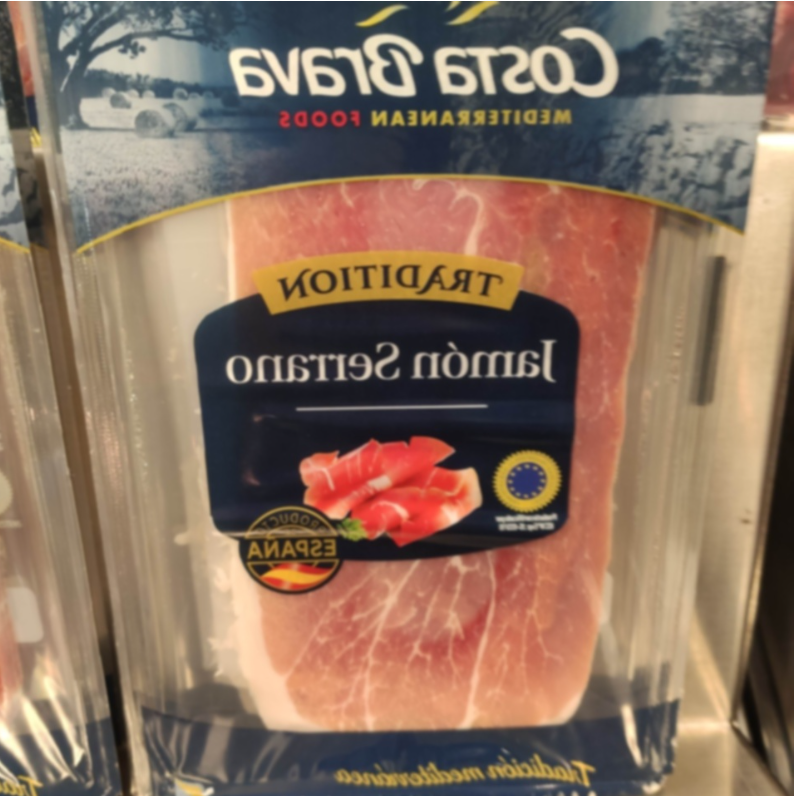 Costa Brava
MEDITERRANEAN FOODS
TRADITION
Jamón Serrano
ESPAÑA
Tradición mediterránea